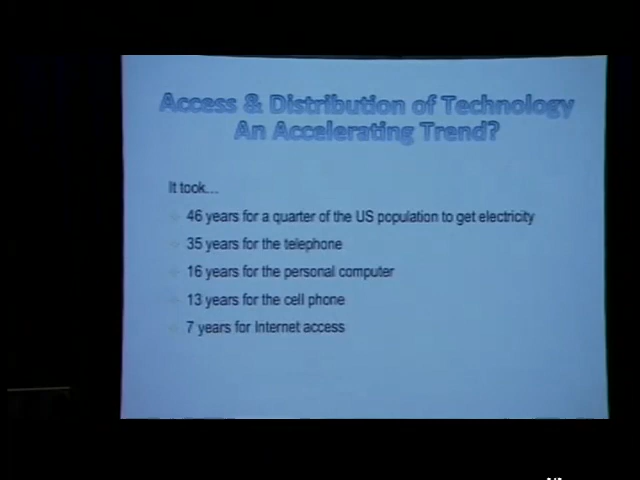 Access & Distribution of Technology
An Accelerating Trend?
It took...
46 years for a quarter of the US population to get electricity
35 years for the telephone
16 years for the personal computer
13 years for the cell phone
7 years for Internet access